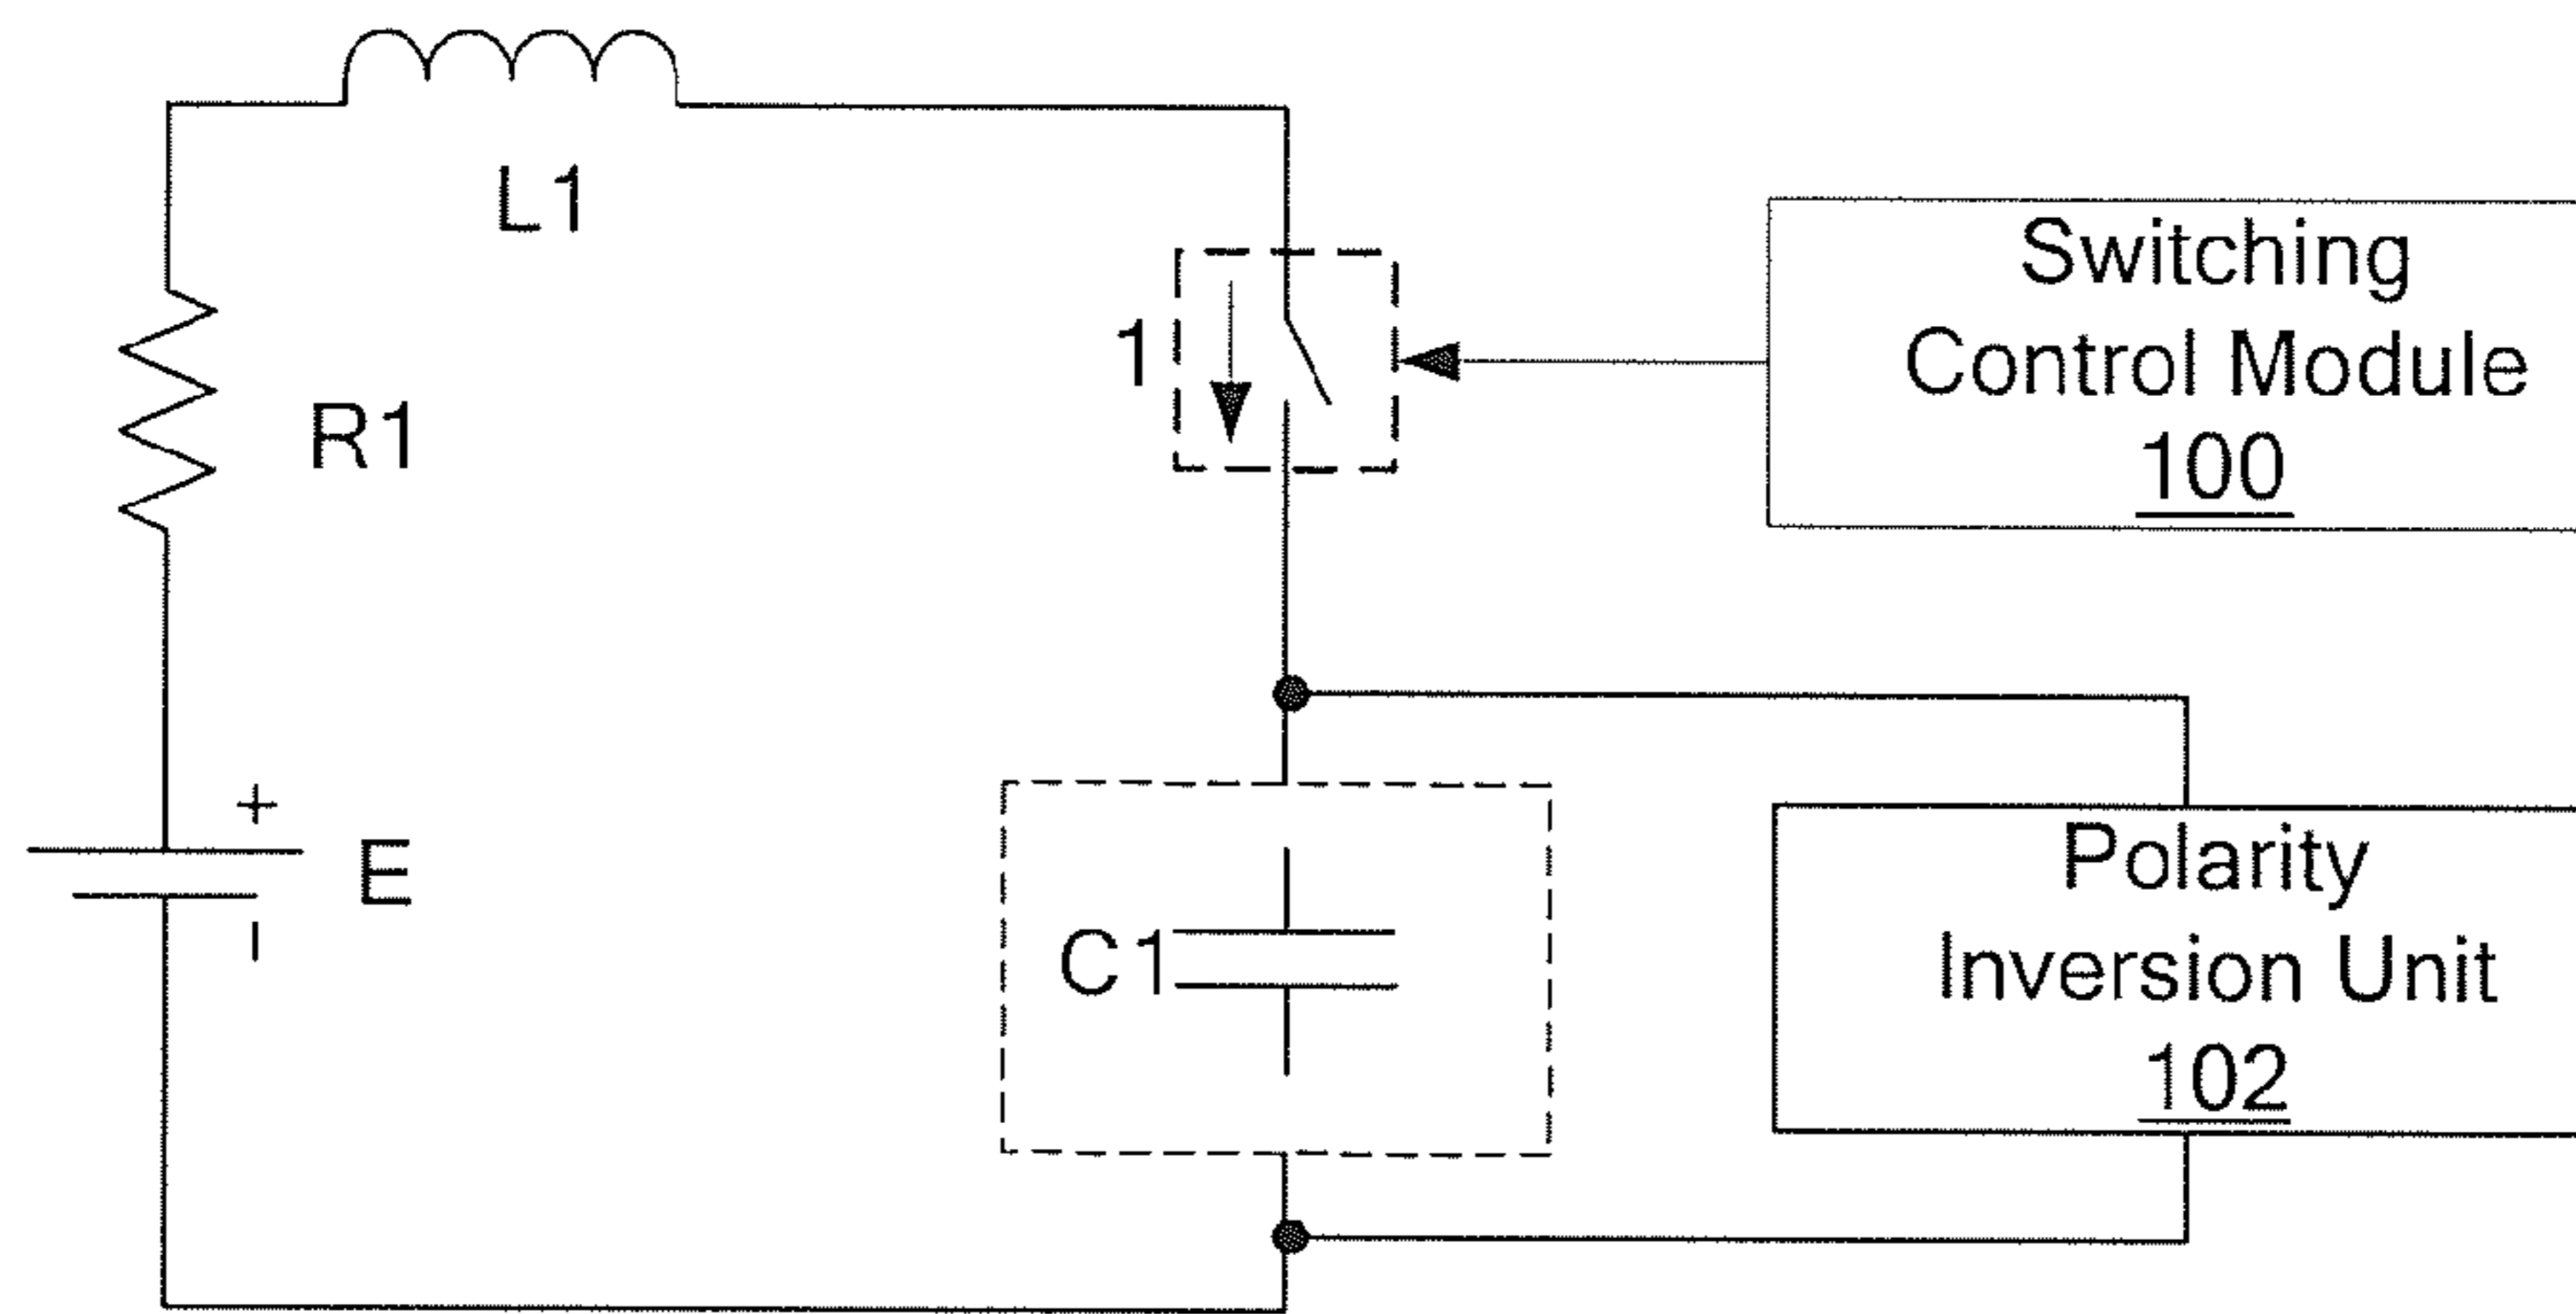 L1
R1
1
Switching
Control Module
100
+
E
-
C1
Polarity
Inversion Unit
102